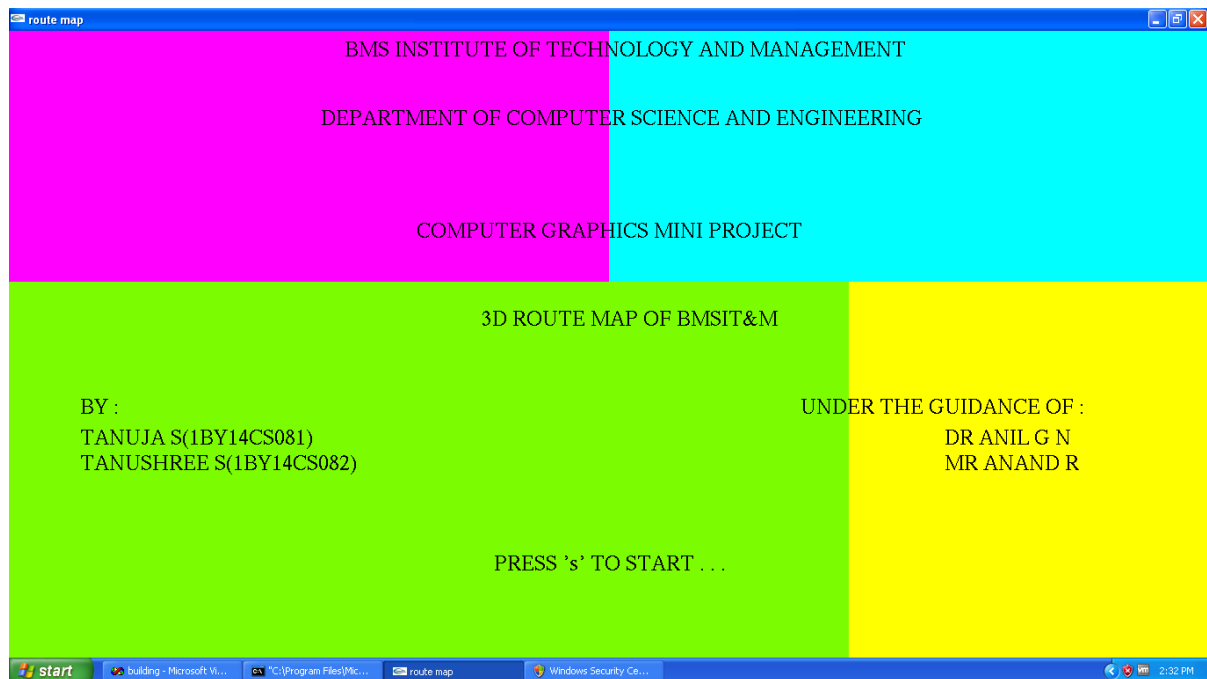 route map
BMS INSTITUTE OF TECHNOLOGY AND MANAGEMENT
DEPARTMENT OF COMPUTER SCIENCE AND ENGINEERING
COMPUTER GRAPHICS MINI PROJECT
3D ROUTE MAP OF BMSIT&M
BY :
UNDER THE GUIDANCE OF :
TANUJA S(1BY14CS081)
DR ANIL G N
TANUSHREE S(1BY14CS082)
MR ANAND R
PRESS 's' TO START . . .
start
building - Microsoft Vi...
"C:\Program Files\Mic...
route map
Windows Security Ce...
2:32 PM